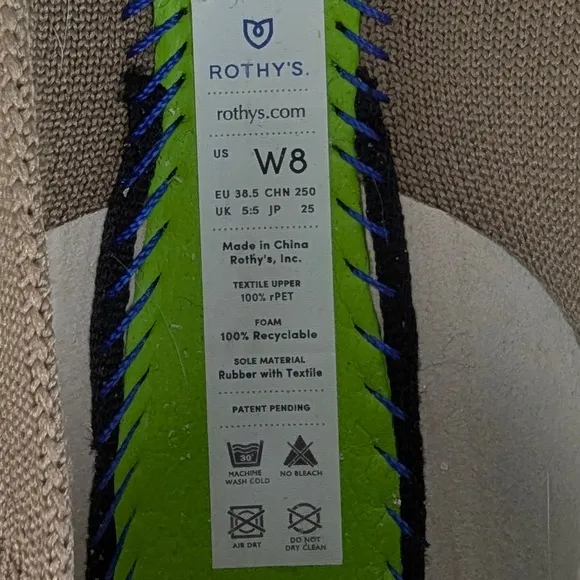 ROTHY'S.
rothys.com
US W8
EU 38.5 CHN 250
UK 5.5 JP 25
Made in China
Rothy's, Inc.
TEXTILE UPPER
100% rPET
FOAM
100% Recyclable
SOLE MATERIAL
Rubber with Textile
PATENT PENDING
30°
MACHINE WASH COLD
NO BLEACH
AIR DRY
DO NOT DRY CLEAN